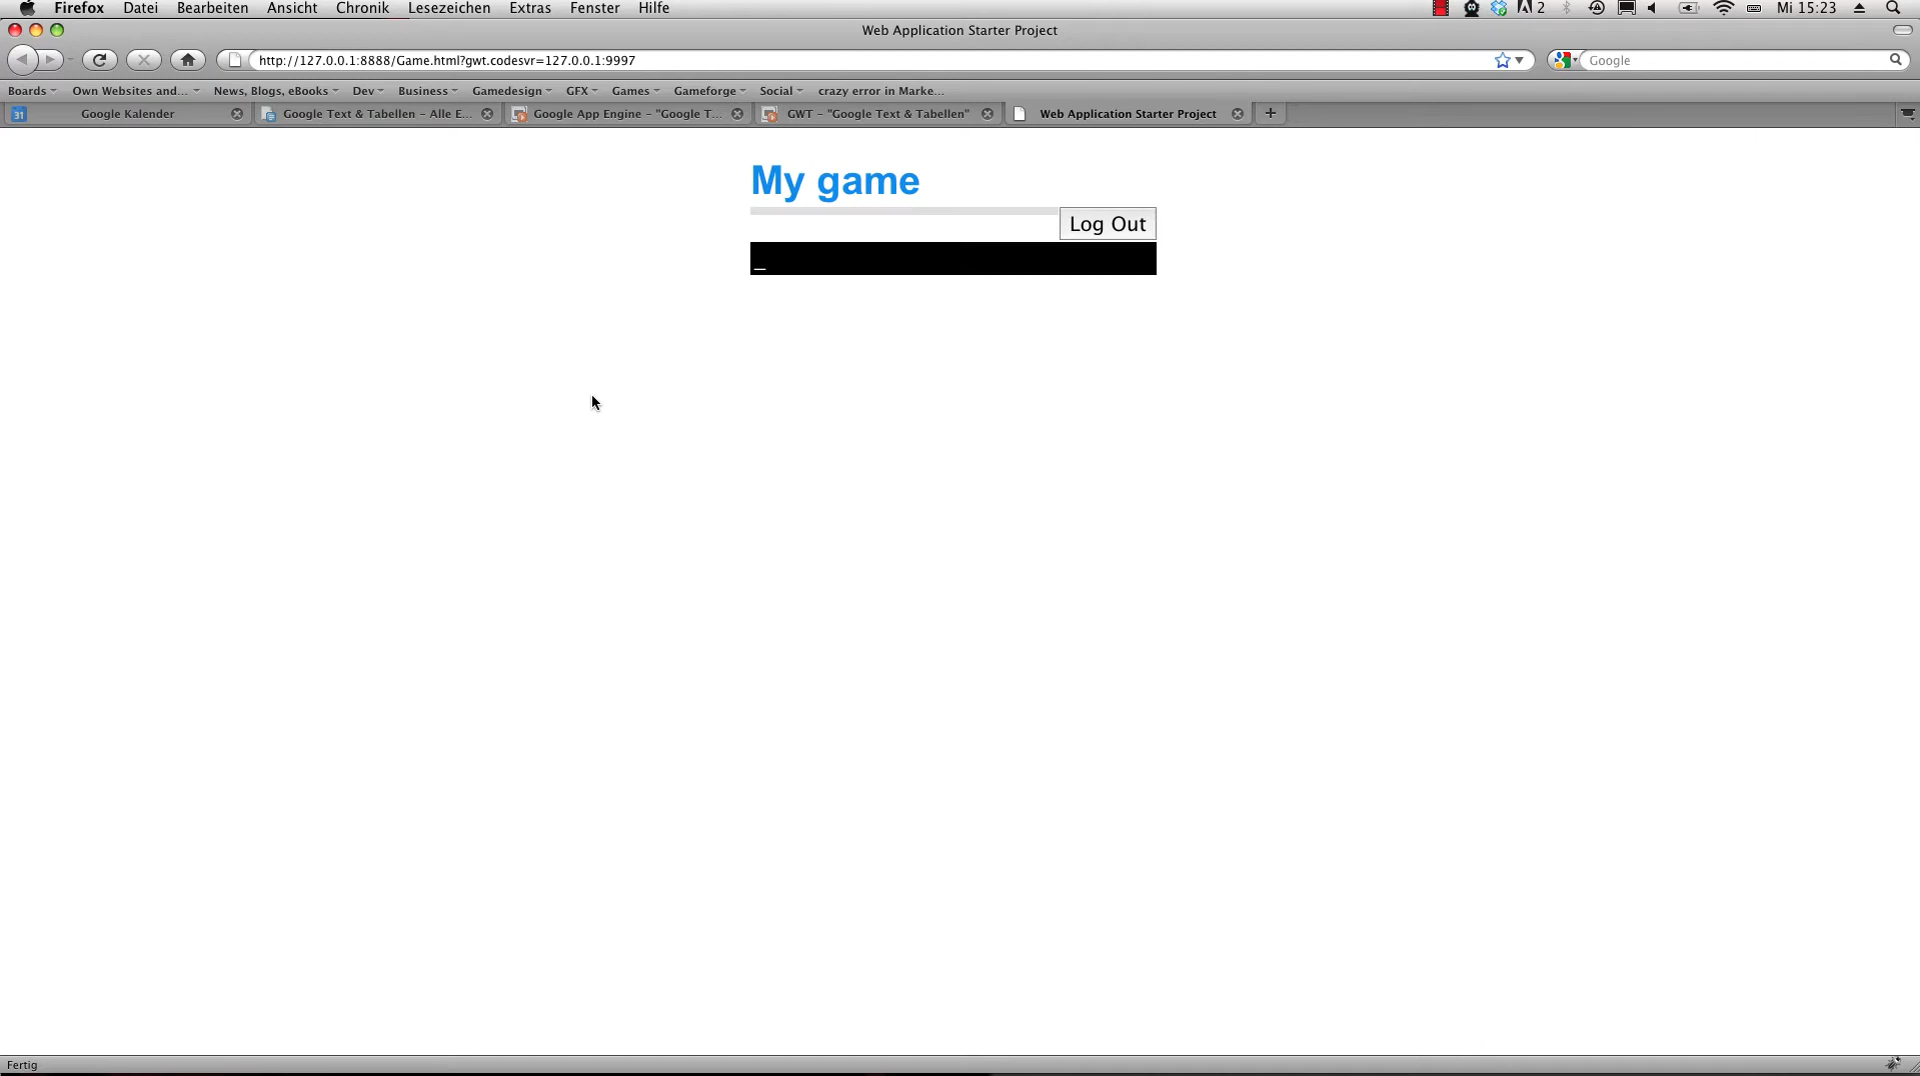 Firefox Datei Bearbeiten Ansicht Chronik Lesezeichen Extras Fenster Hilfe 2 Mi 15:23
Web Application Starter Project
http://127.0.0.1:8888/Game.html?gwt.codesvr=127.0.0.1:9997 Google
Boards Own Websites and... News, Blogs, eBooks Dev Business Gamedesign GFX Games Gameforge Social crazy error in Marke...
31 Google Kalender Google Text & Tabellen – Alle E... Google App Engine – "Google T... GWT – "Google Text & Tabellen" Web Application Starter Project
My game
Log Out
_
Fertig